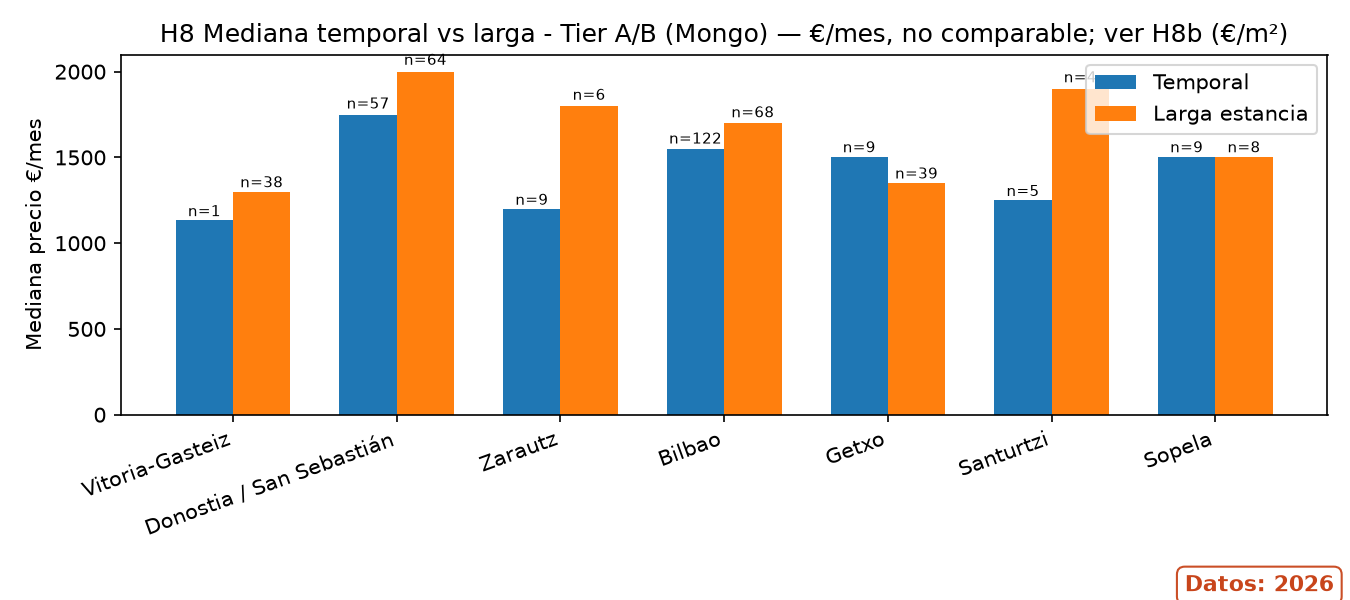 H8 Mediana temporal vs larga - Tier A/B (Mongo) — €/mes, no comparable; ver H8b (€/m²)
Mediana precio €/mes
2000
1500
1000
500
0
n=1
n=38
n=57
n=64
n=9
n=6
n=122
n=68
n=9
n=39
n=5
n=4
n=9
n=8
Temporal
Larga estancia
Vitoria-Gasteiz
Donostia / San Sebastián
Zarautz
Bilbao
Getxo
Santurtzi
Sopela
Datos: 2026